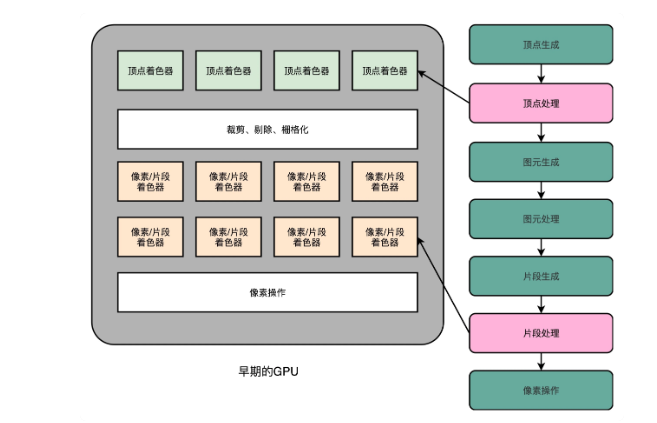 顶点着色器 顶点着色器 顶点着色器 顶点着色器
裁剪、剔除、栅格化
像素/片段 像素/片段 像素/片段 像素/片段
着色器 着色器 着色器 着色器
像素/片段 像素/片段 像素/片段 像素/片段
着色器 着色器 着色器 着色器
像素操作
早期的GPU
顶点生成
顶点处理
图元生成
图元处理
片段生成
片段处理
像素操作